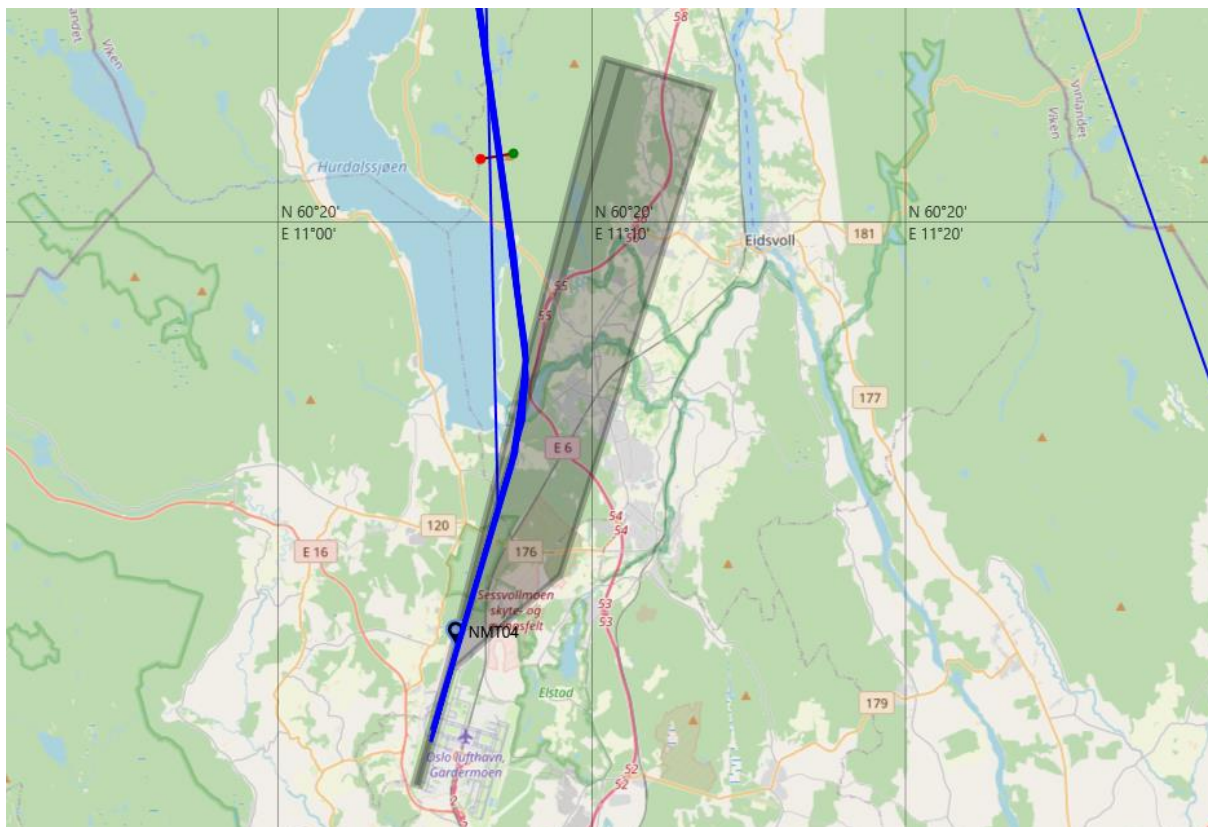 58
Viken
Vinlandet
Viken
Hurdalssjøen
N 60°20'
E 11°00'
N 60°20'
E 11°10'
N 60°20'
E 11°20'
Eidsvoll
181
55
55
177
E 6
54
54
120
176
E 16
Sessvollmoen
skyte- og
53
53
NMT04
Elstad
179
Oslo lufthavn,
Gardermoen
52
52
2